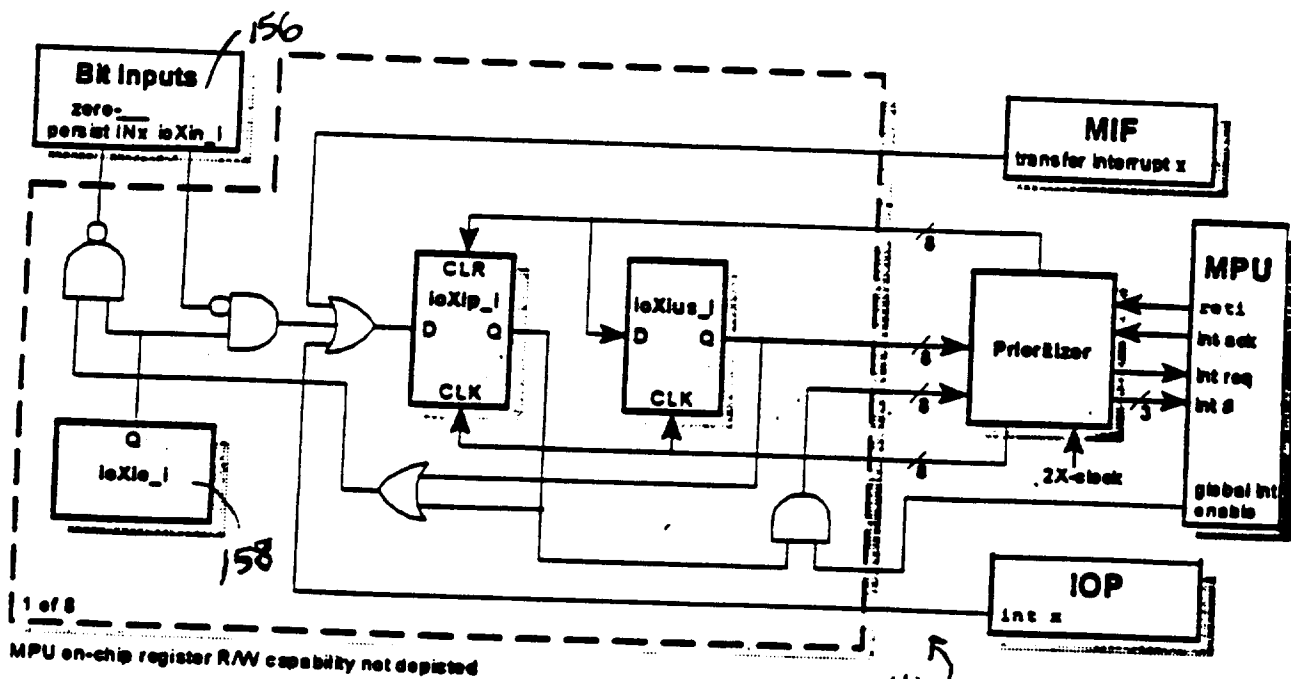 156
Bit Inputs
zero-
persist INx ioXin_i
MIF
transfer interrupt x
8
CLR
ioXip_i
D Q
CLK
ioXius_i
D Q
CLK
8
8
8
Prioritizer
2X-clock
MPU
reti
int ack
int req
int #
3
global int
enable
Q
ioXie_i
158
IOP
int x
1 of 8
MPU on-chip register R/W capability not depicted